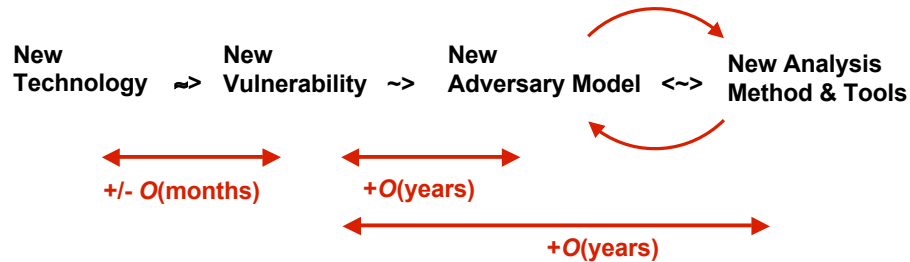 New Technology ~> New Vulnerability ~> New Adversary Model <~> New Analysis Method & Tools
+/- O(months)
+O(years)
+O(years)